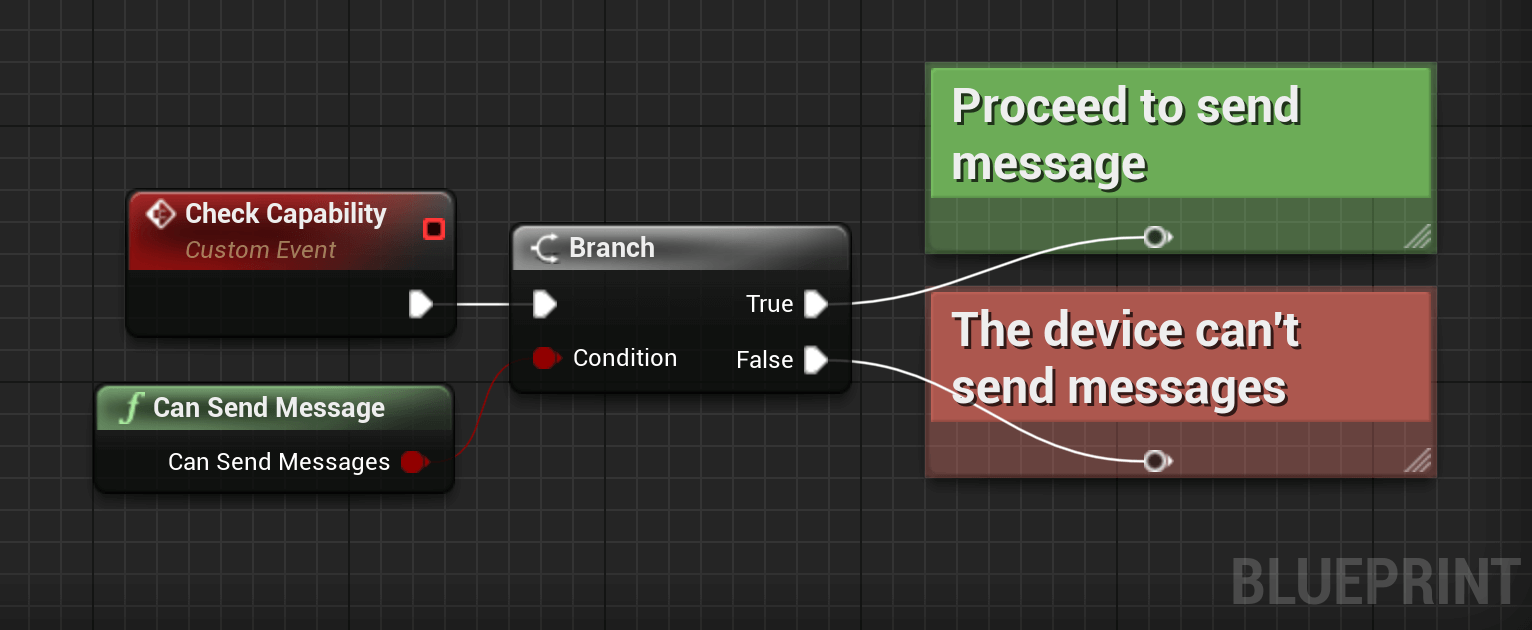 Check Capability
Custom Event
Can Send Message
Can Send Messages
Branch
True
Condition
False
Proceed to send
message
The device can't
send messages
BLUEPRINT